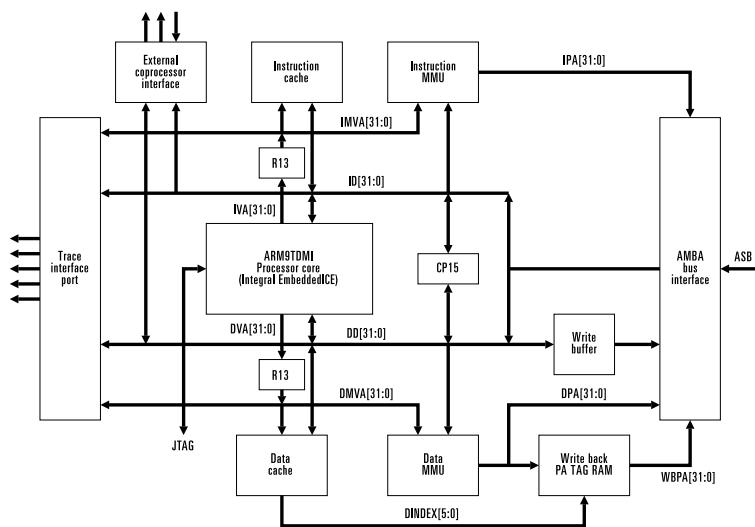 External
coprocessor
interface
Instruction
cache
Instruction
MMU
IPA[31:0]
IMVA[31:0]
R13
ID[31:0]
IVA[31:0]
Trace
interface
port
ARM9TDMI
Processor core
(Integral EmbeddedICE)
CP15
AMBA
bus
interface
ASB
DVA[31:0]
DD[31:0]
Write
buffer
R13
DMVA[31:0]
DPA[31:0]
JTAG
Data
cache
Data
MMU
Write back
PA TAG RAM
WBPA[31:0]
DINDEX[5:0]